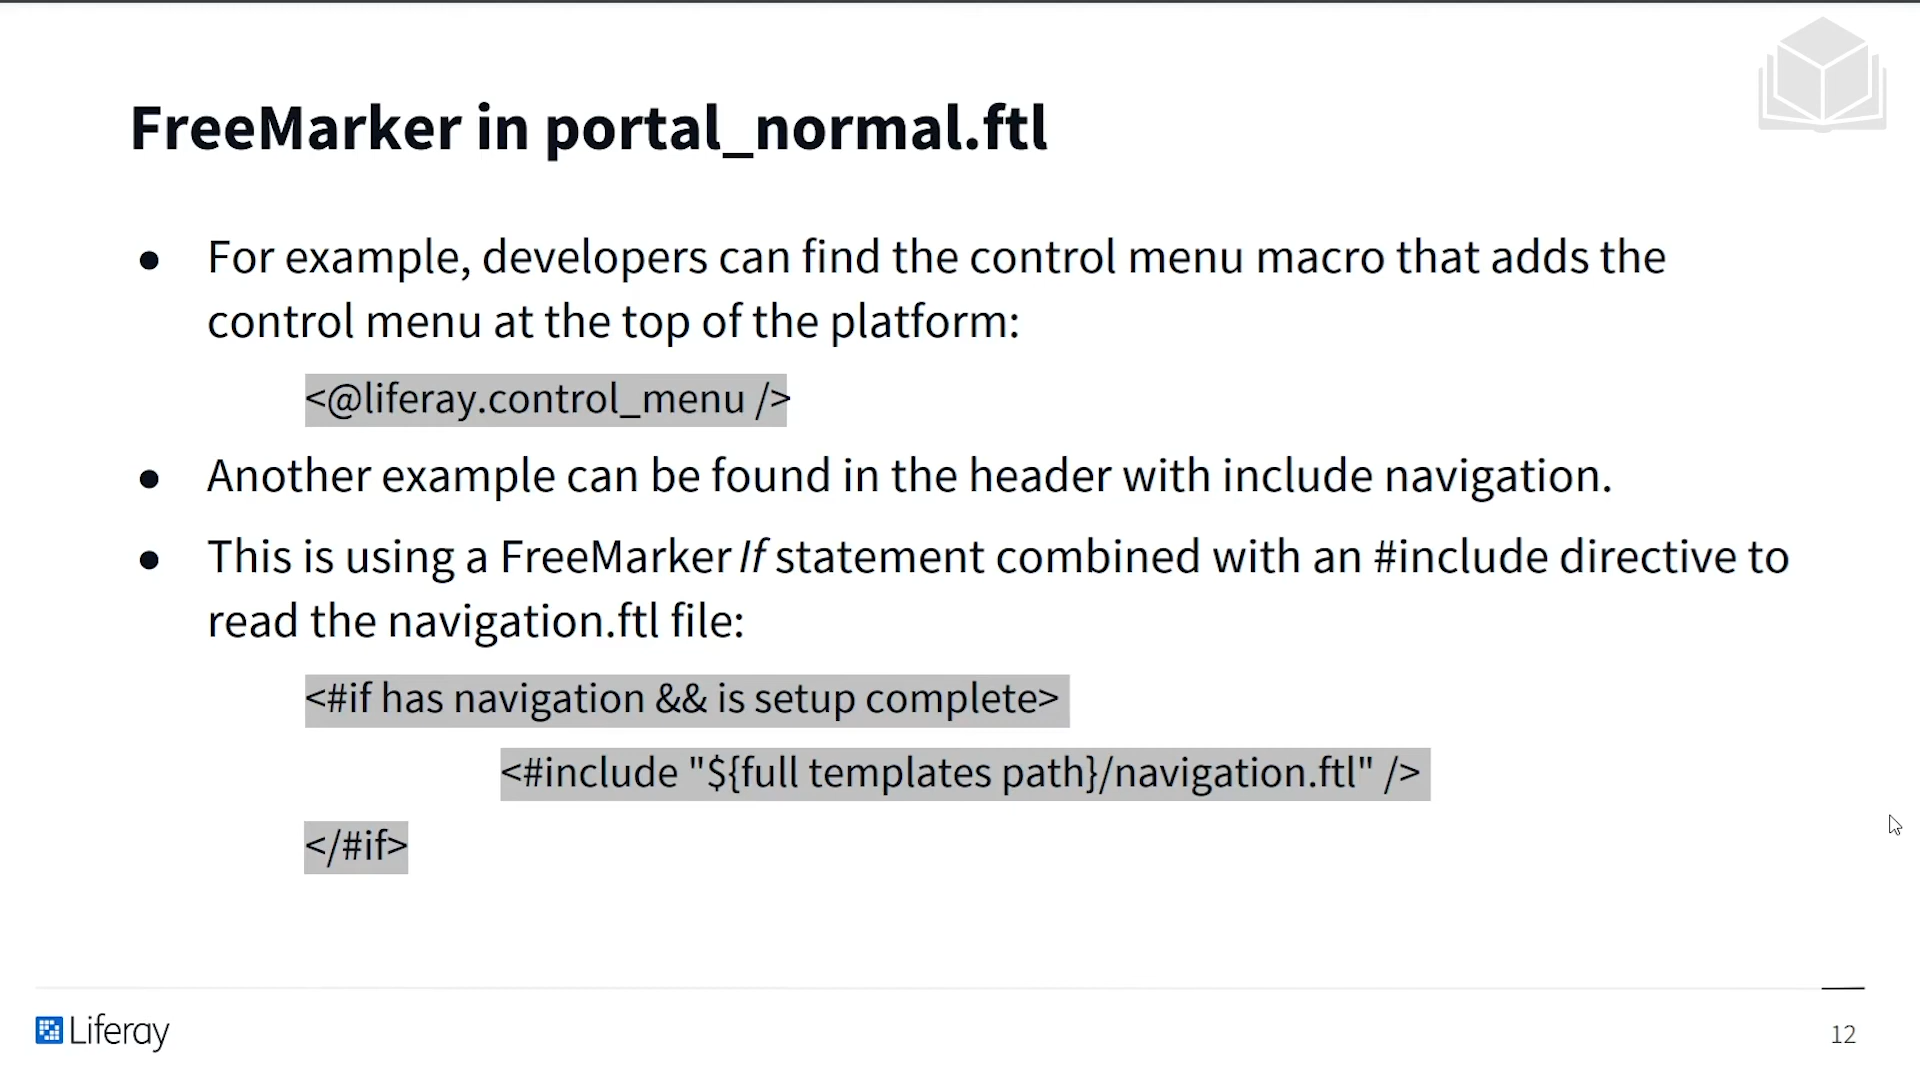 FreeMarker in portal_normal.ftl
● For example, developers can find the control menu macro that adds the
control menu at the top of the platform:
<@liferay.control_menu />
● Another example can be found in the header with include navigation.
● This is using a FreeMarker If statement combined with an #include directive to
read the navigation.ftl file:
<#if has navigation && is setup complete>
<#include "${full templates path}/navigation.ftl" />
</#if>
Liferay
12